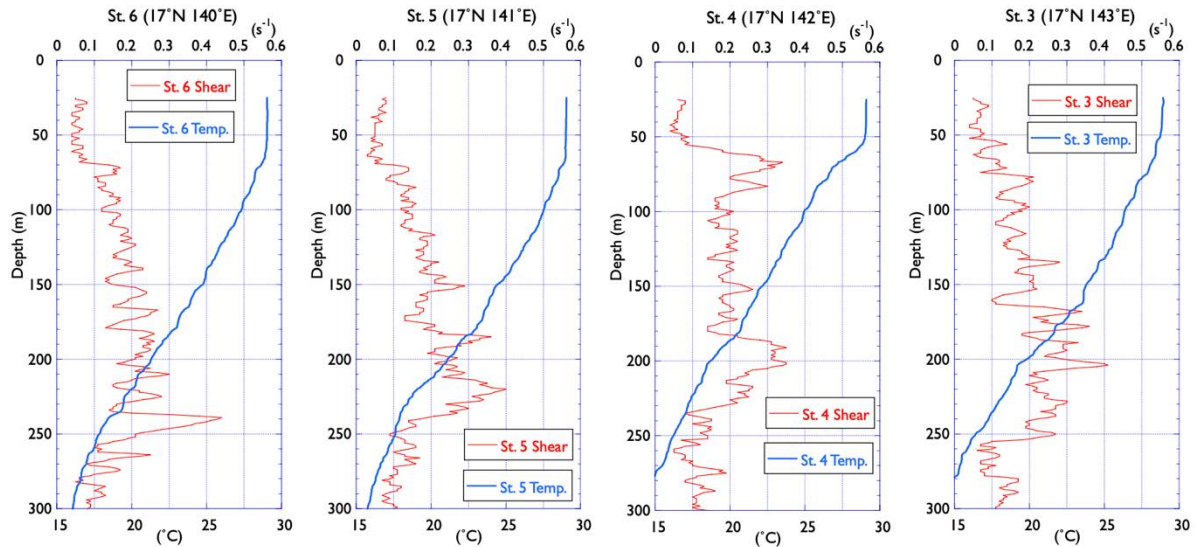 St. 6 (17°N 140°E)
(s⁻¹)
0 0.1 0.2 0.3 0.4 0.5 0.6
0
50
100
150
200
250
300
Depth (m)
St. 6 Shear
St. 6 Temp.
15 20 25 30
(°C)
St. 5 (17°N 141°E)
(s⁻¹)
0 0.1 0.2 0.3 0.4 0.5 0.6
0
50
100
150
200
250
300
Depth (m)
St. 5 Shear
St. 5 Temp.
15 20 25 30
(°C)
St. 4 (17°N 142°E)
(s⁻¹)
0 0.1 0.2 0.3 0.4 0.5 0.6
0
50
100
150
200
250
300
Depth (m)
St. 4 Shear
St. 4 Temp.
15 20 25 30
(°C)
St. 3 (17°N 143°E)
(s⁻¹)
0 0.1 0.2 0.3 0.4 0.5 0.6
0
50
100
150
200
250
300
Depth (m)
St. 3 Shear
St. 3 Temp.
15 20 25 30
(°C)